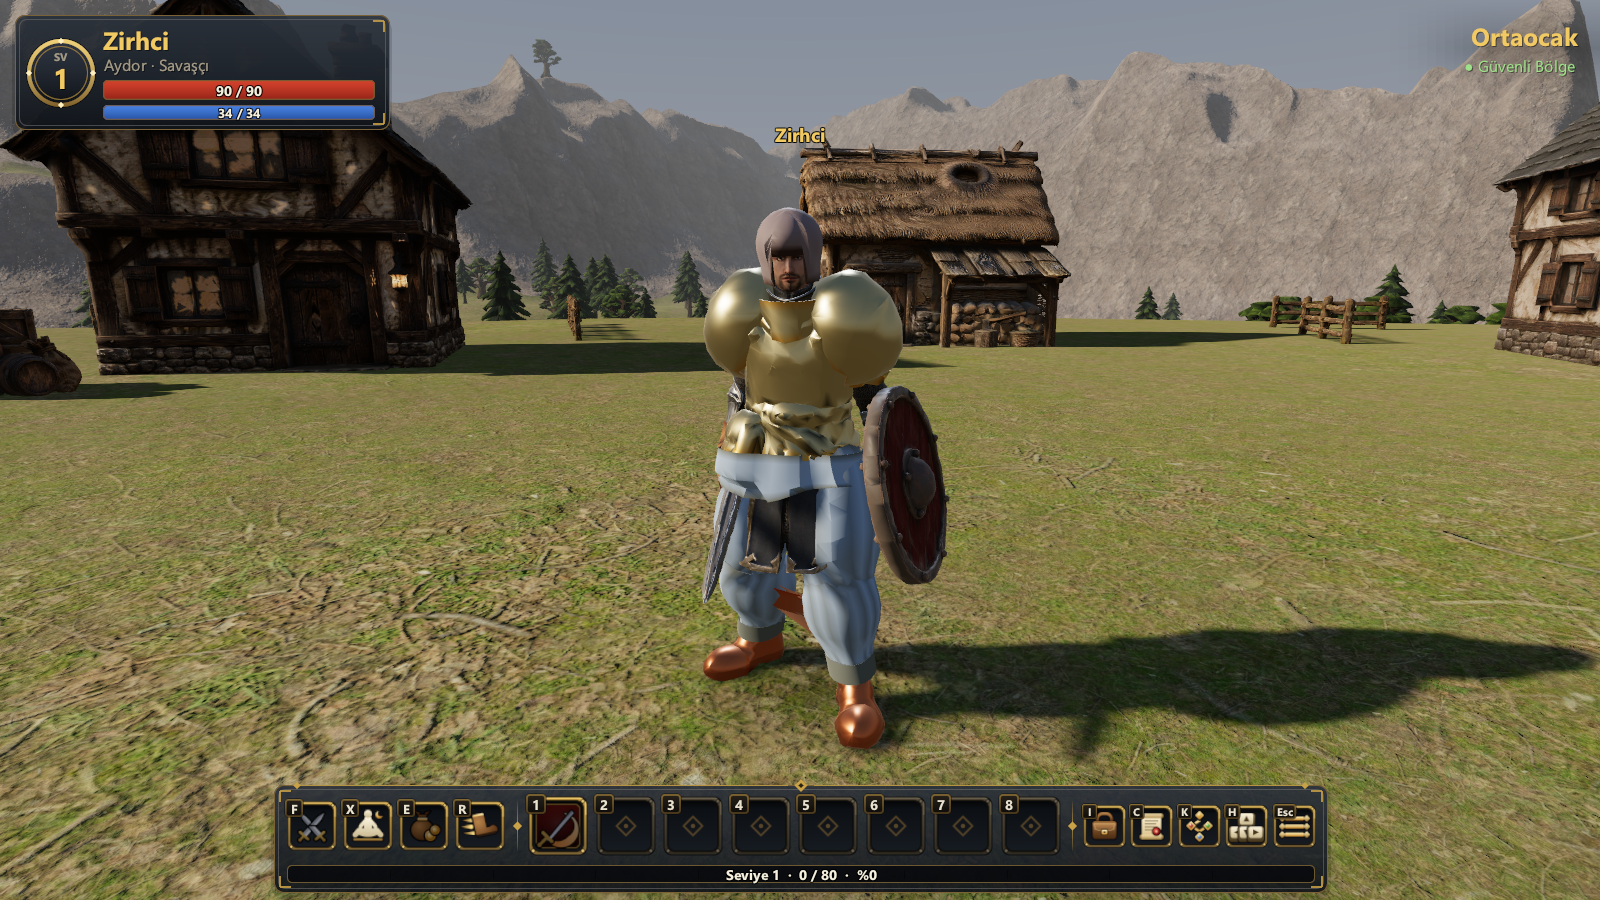 SV
1
Zirhci
Aydor · Savaşçı
90 / 90
34 / 34
Ortaocak
Güvenli Bölge
Zirhci
F X E R 1 2 3 4 5 6 7 8 I C K H Esc
Seviye 1 · 0 / 80 · %0